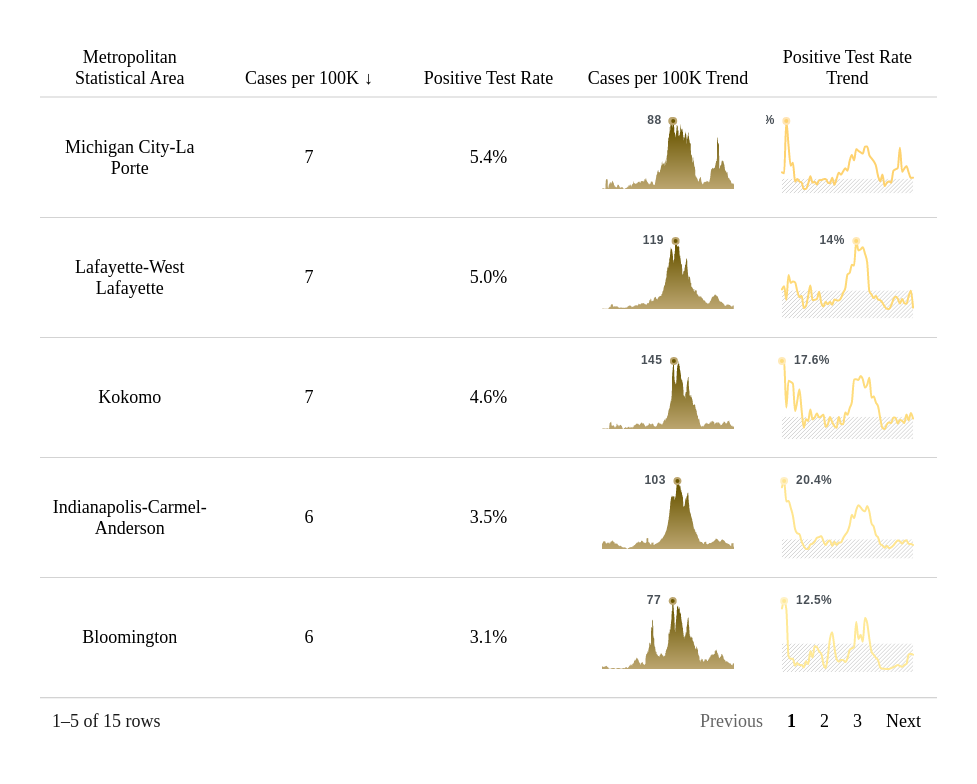 Metropolitan
Statistical Area
Cases per 100K ↓
Positive Test Rate
Cases per 100K Trend
Positive Test Rate
Trend
Michigan City-La
Porte
7
5.4%
88
%
Lafayette-West
Lafayette
7
5.0%
119
14%
Kokomo
7
4.6%
145
17.6%
Indianapolis-Carmel-
Anderson
6
3.5%
103
20.4%
Bloomington
6
3.1%
77
12.5%
1–5 of 15 rows
Previous 1 2 3 Next